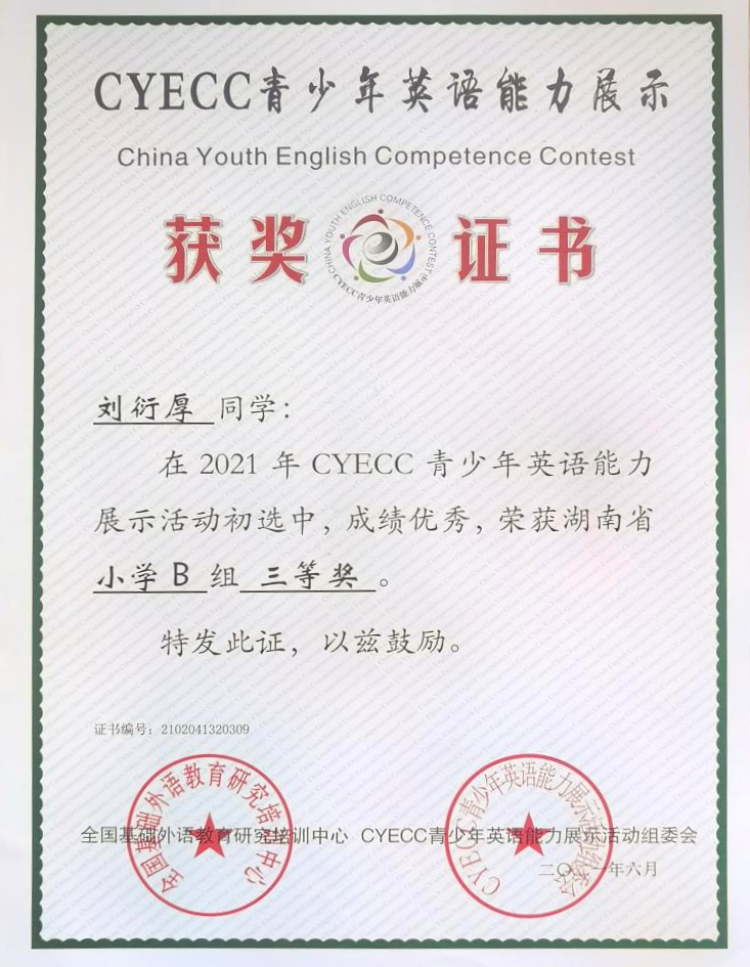 CYECC青少年英语能力展示
China Youth English Competence Contest
获奖
CHINA YOUTH ENGLISH COMPETENCE CONTEST
CYECC青少年英语能力展示
证书
刘衍厚 同学：
在 2021 年 CYECC 青少年英语能力
展示活动初选中，成绩优秀，荣获湖南省
小学 B 组 三等奖 。
特发此证，以兹鼓励。
证书编号：2102041320309
全国基础外语教育研究培训中心
CYECC青少年英语能力展示活动组委会
全国基础外语教育研究培训中心 CYECC青少年英语能力展示活动组委会
二〇二一年六月